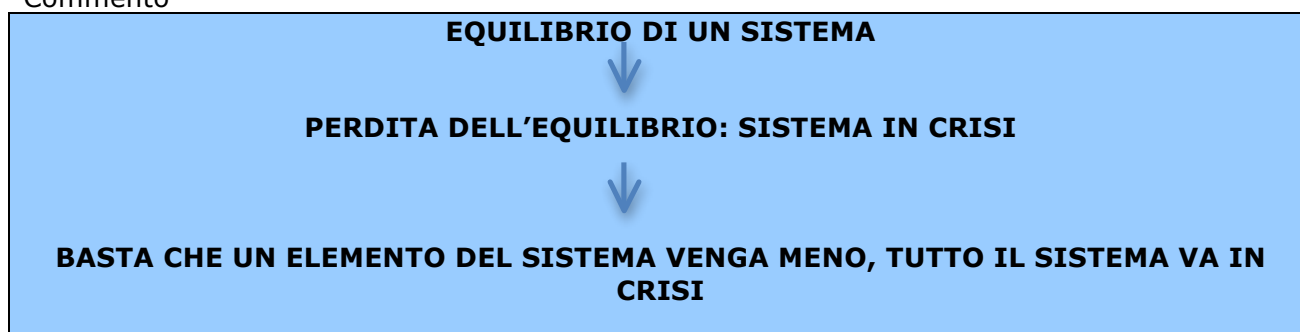 Commento
EQUILIBRIO DI UN SISTEMA
PERDITA DELL’EQUILIBRIO: SISTEMA IN CRISI
BASTA CHE UN ELEMENTO DEL SISTEMA VENGA MENO, TUTTO IL SISTEMA VA IN
CRISI